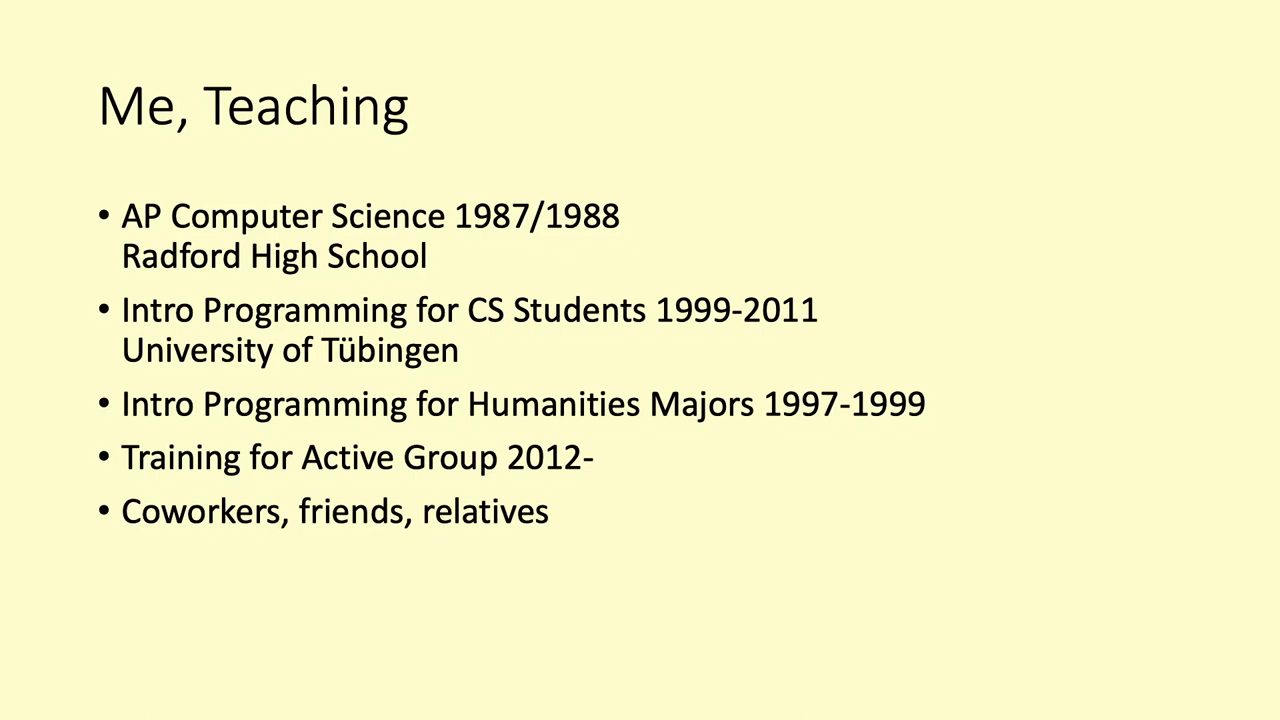 Me, Teaching
• AP Computer Science 1987/1988
Radford High School
• Intro Programming for CS Students 1999-2011
University of Tübingen
• Intro Programming for Humanities Majors 1997-1999
• Training for Active Group 2012-
• Coworkers, friends, relatives